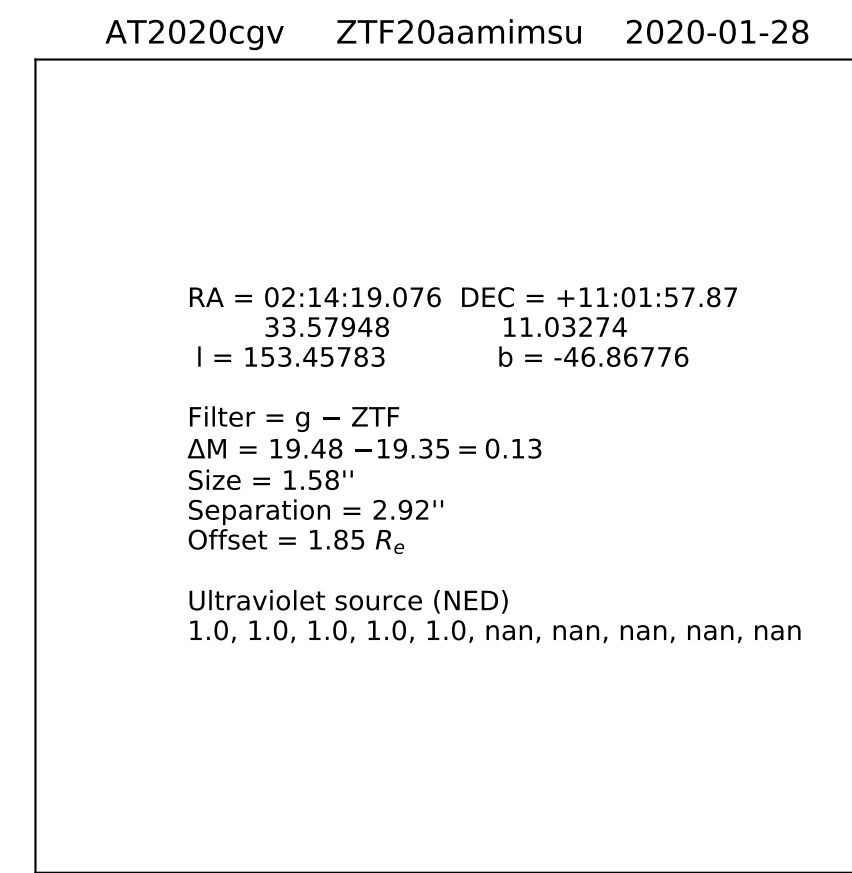 AT2020cgv ZTF20aamimsu 2020-01-28
RA = 02:14:19.076 DEC = +11:01:57.87
33.57948 11.03274
l = 153.45783 b = -46.86776
Filter = g − ZTF
ΔM = 19.48 −19.35 = 0.13
Size = 1.58''
Separation = 2.92''
Offset = 1.85 Re
Ultraviolet source (NED)
1.0, 1.0, 1.0, 1.0, 1.0, nan, nan, nan, nan, nan